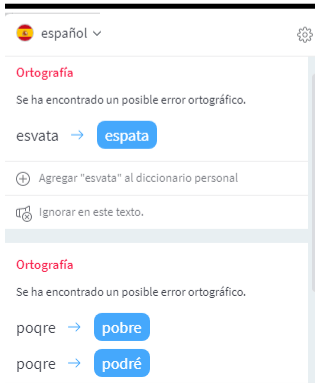 español
Ortografía
Se ha encontrado un posible error ortográfico.
esvata → espata
Agregar "esvata" al diccionario personal
Ignorar en este texto.
Ortografía
Se ha encontrado un posible error ortográfico.
poqre → pobre
poqre → podré